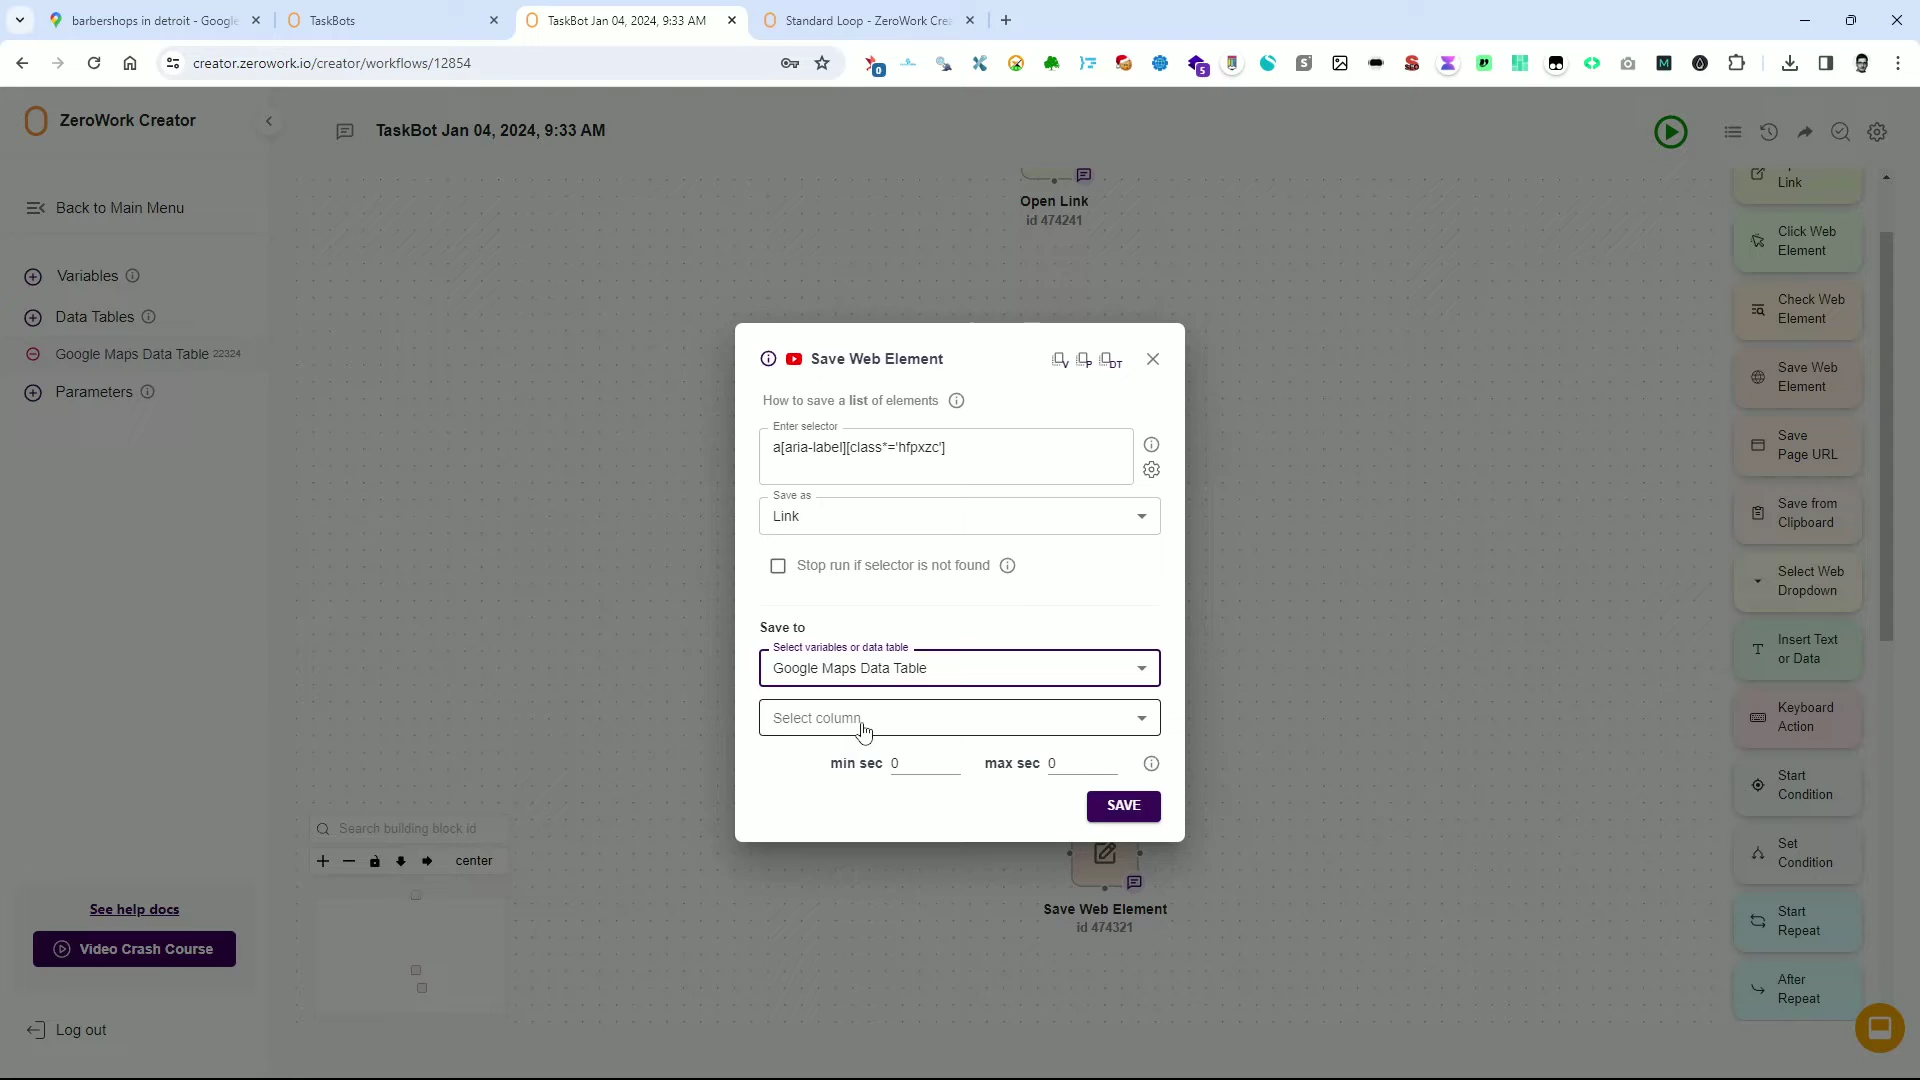 barbershops in detroit - Google
TaskBots
TaskBot Jan 04, 2024, 9:33 AM
Standard Loop - ZeroWork Crea
creator.zerowork.io/creator/workflows/12854
0
5
ZeroWork Creator
TaskBot Jan 04, 2024, 9:33 AM
Back to Main Menu
Variables
Data Tables
Google Maps Data Table 22324
Parameters
Open Link
id 474241
Save Web Element
V
P
DT
How to save a list of elements
Enter selector
a[aria-label][class*='hfpxzc']
Save as
Link
Stop run if selector is not found
Save to
Select variables or data table
Google Maps Data Table
Select column
min sec 0
max sec 0
SAVE
Save Web Element
id 474321
Search building block id
center
See help docs
Video Crash Course
Log out
Link
Click Web
Element
Check Web
Element
Save Web
Element
Save
Page URL
Save from
Clipboard
Select Web
Dropdown
Insert Text
or Data
Keyboard
Action
Start
Condition
Set
Condition
Start
Repeat
After
Repeat